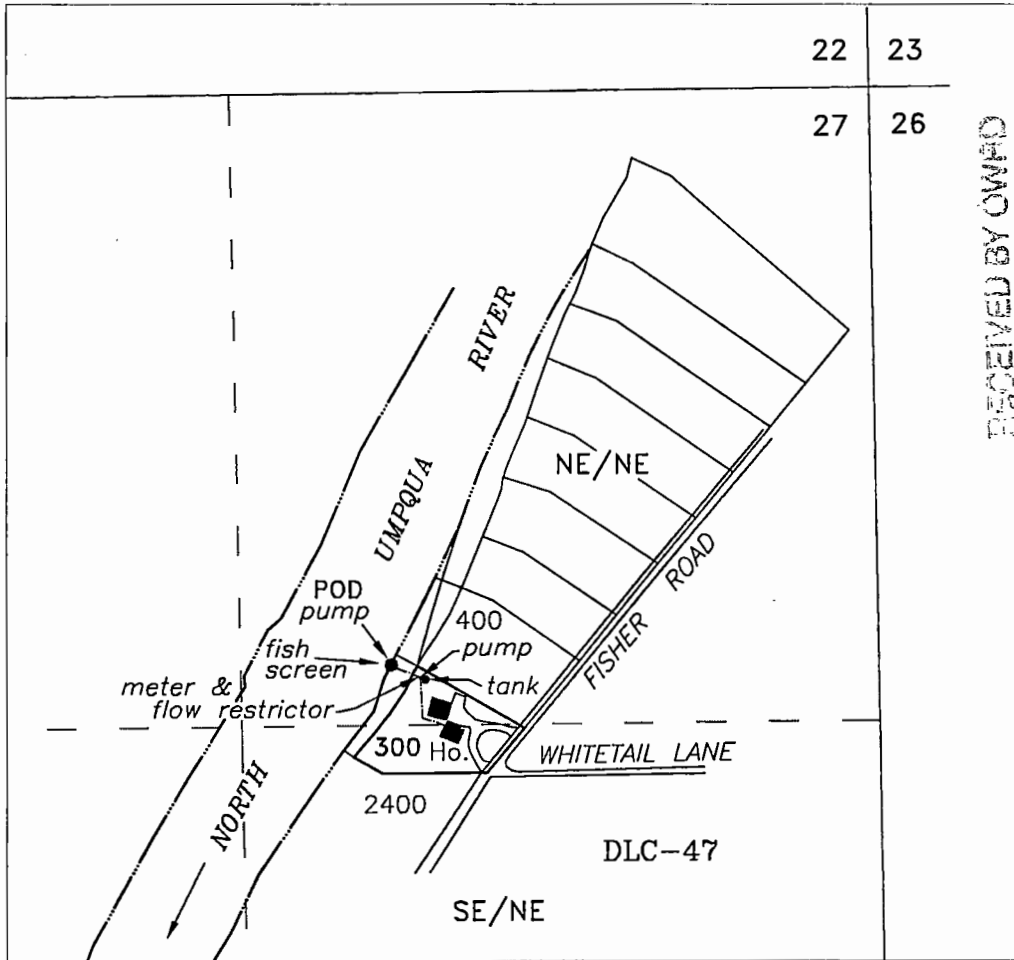 22 23
27 26
RECEIVED BY OWRD
RIVER
UMPQUA
NORTH
NE/NE
FISHER ROAD
POD
pump
400
fish
screen
pump
tank
meter &
flow restrictor
300 Ho.
WHITETAIL LANE
2400
DLC-47
SE/NE